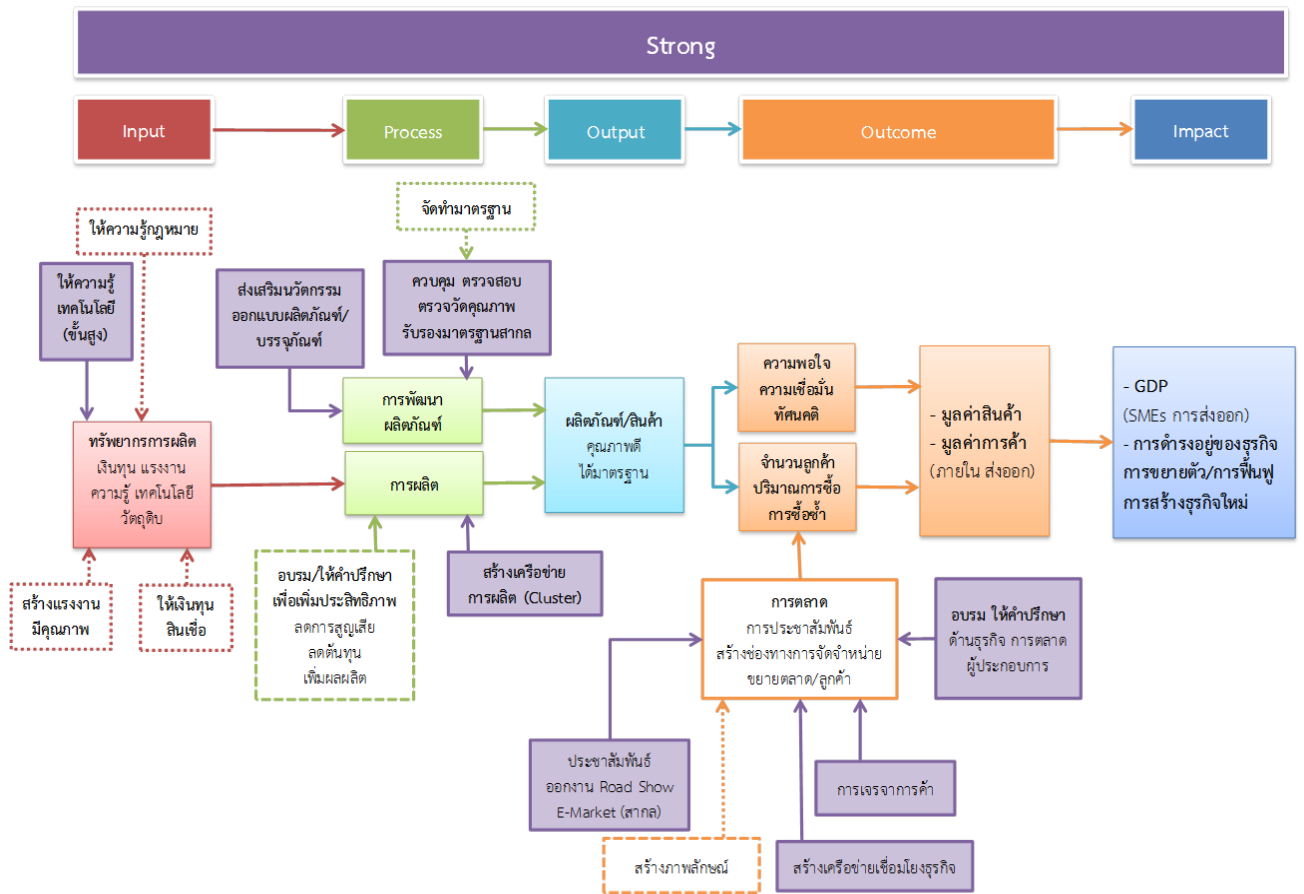 Strong
Input
Process
Output
Outcome
Impact
ให้ความรู้กฎหมาย
จัดทำมาตรฐาน
ให้ความรู้
เทคโนโลยี
(ขั้นสูง)
ส่งเสริมนวัตกรรม
ออกแบบผลิตภัณฑ์/
บรรจุภัณฑ์
ควบคุม ตรวจสอบ
ตรวจวัดคุณภาพ
รับรองมาตรฐานสากล
ทรัพยากรการผลิต
เงินทุน แรงงาน
ความรู้ เทคโนโลยี
วัตถุดิบ
การพัฒนา
ผลิตภัณฑ์
การผลิต
ผลิตภัณฑ์/สินค้า
คุณภาพดี
ได้มาตรฐาน
ความพอใจ
ความเชื่อมั่น
ทัศนคติ
จำนวนลูกค้า
ปริมาณการซื้อ
การซื้อซ้ำ
- มูลค่าสินค้า
- มูลค่าการค้า
(ภายใน ส่งออก)
- GDP
(SMEs การส่งออก)
- การดำรงอยู่ของธุรกิจ
การขยายตัว/การฟื้นฟู
การสร้างธุรกิจใหม่
สร้างแรงงาน
มีคุณภาพ
ให้เงินทุน
สินเชื่อ
อบรม/ให้คำปรึกษา
เพื่อเพิ่มประสิทธิภาพ
ลดการสูญเสีย
ลดต้นทุน
เพิ่มผลผลิต
สร้างเครือข่าย
การผลิต (Cluster)
การตลาด
การประชาสัมพันธ์
สร้างช่องทางการจัดจำหน่าย
ขยายตลาด/ลูกค้า
อบรม ให้คำปรึกษา
ด้านธุรกิจ การตลาด
ผู้ประกอบการ
ประชาสัมพันธ์
ออกงาน Road Show
E-Market (สากล)
การเจรจาการค้า
สร้างภาพลักษณ์
สร้างเครือข่ายเชื่อมโยงธุรกิจ